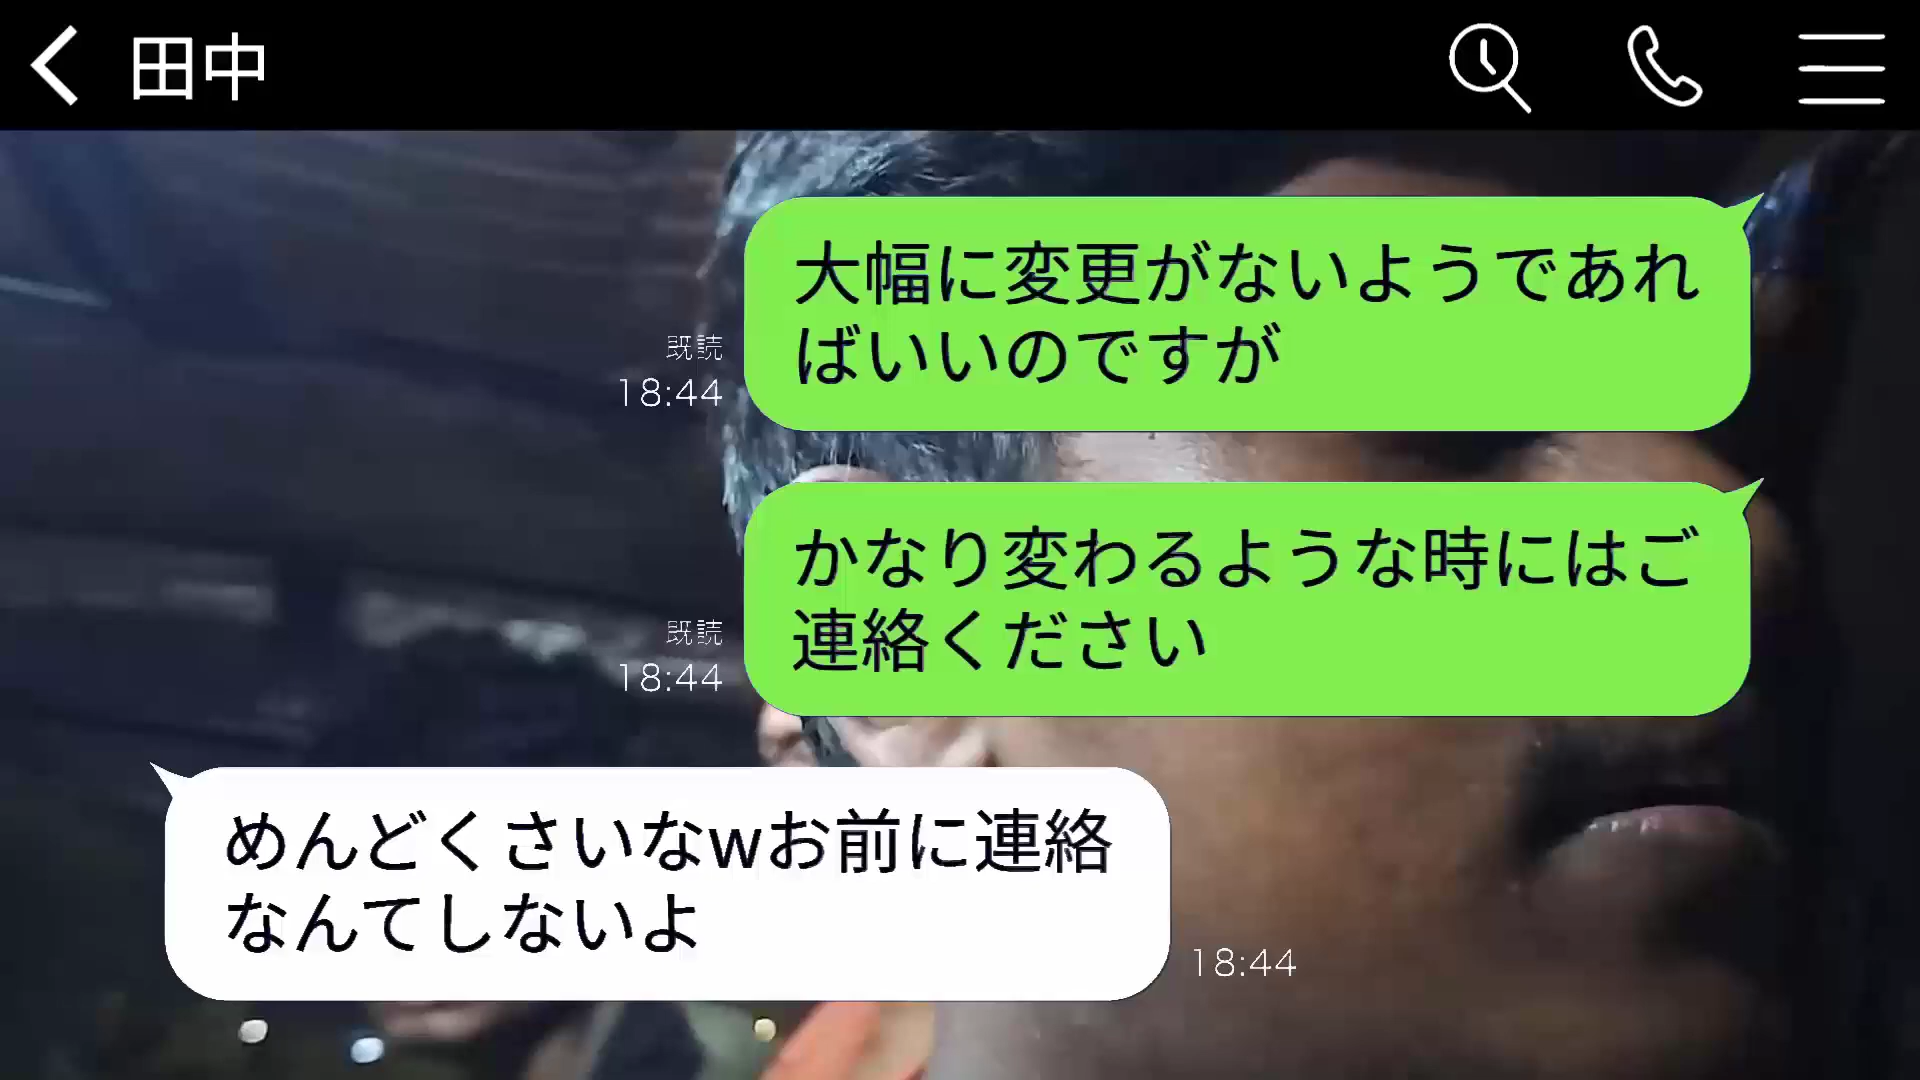 田中
大幅に変更がないようであれ
ばいいのですが
既読
18:44
かなり変わるような時にはご
連絡ください
既読
18:44
めんどくさいなwお前に連絡
なんてしないよ
18:44